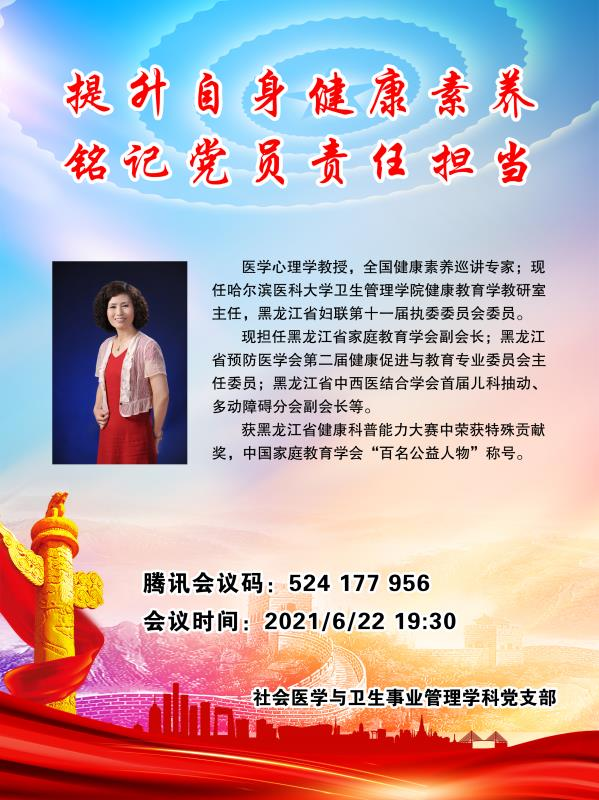 提升自身健康素养
铭记党员责任担当
医学心理学教授，全国健康素养巡讲专家；现
任哈尔滨医科大学卫生管理学院健康教育学教研室
主任，黑龙江省妇联第十一届执委委员会委员。
现担任黑龙江省家庭教育学会副会长；黑龙江
省预防医学会第二届健康促进与教育专业委员会主
任委员；黑龙江省中西医结合学会首届儿科抽动、
多动障碍分会副会长等。
获黑龙江省健康科普能力大赛中荣获特殊贡献
奖，中国家庭教育学会“百名公益人物”称号。
腾讯会议码：524 177 956
会议时间：2021/6/22 19:30
社会医学与卫生事业管理学科党支部